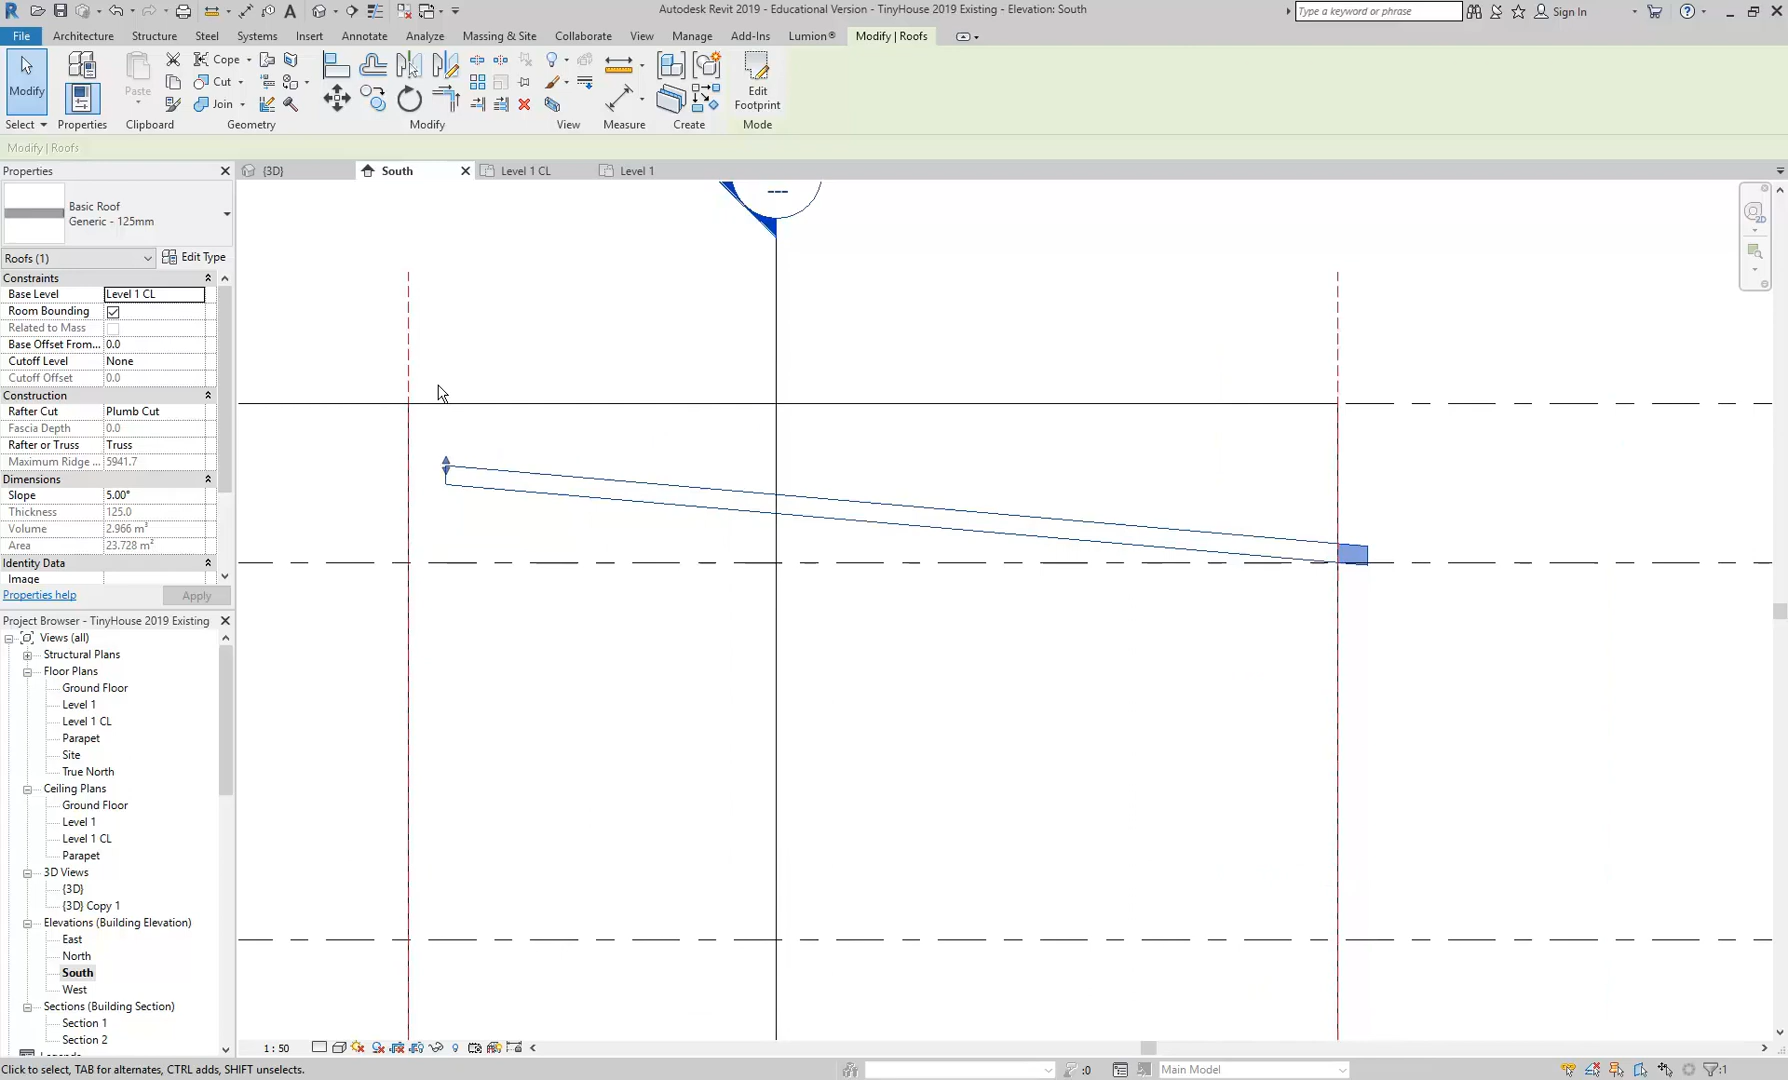 Autodesk Revit 2019 - Educational Version - TinyHouse 2019 Existing - Elevation: South
Type a keyword or phrase
Sign In
File Architecture Structure Steel Systems Insert Annotate Analyze Massing & Site Collaborate View Manage Add-Ins Lumion® Modify | Roofs
Modify
Paste
Cope
Cut
Join
Edit
Footprint
Select Properties Clipboard Geometry Modify View Measure Create Mode
Modify | Roofs
Properties
{3D} South Level 1 CL Level 1
Basic Roof
Generic - 125mm
Roofs (1) Edit Type
Constraints
Base Level Level 1 CL
Room Bounding
Related to Mass
Base Offset From... 0.0
Cutoff Level None
Cutoff Offset 0.0
Construction
Rafter Cut Plumb Cut
Fascia Depth 0.0
Rafter or Truss Truss
Maximum Ridge ... 5941.7
Dimensions
Slope 5.00°
Thickness 125.0
Volume 2.966 m³
Area 23.728 m²
Identity Data
Image
Properties help Apply
Project Browser - TinyHouse 2019 Existing
Views (all)
Structural Plans
Floor Plans
Ground Floor
Level 1
Level 1 CL
Parapet
Site
True North
Ceiling Plans
Ground Floor
Level 1
Level 1 CL
Parapet
3D Views
{3D}
{3D} Copy 1
Elevations (Building Elevation)
East
North
South
West
Sections (Building Section)
Section 1
Section 2
1 : 50
Click to select, TAB for alternates, CTRL adds, SHIFT unselects.
:0
Main Model
:1